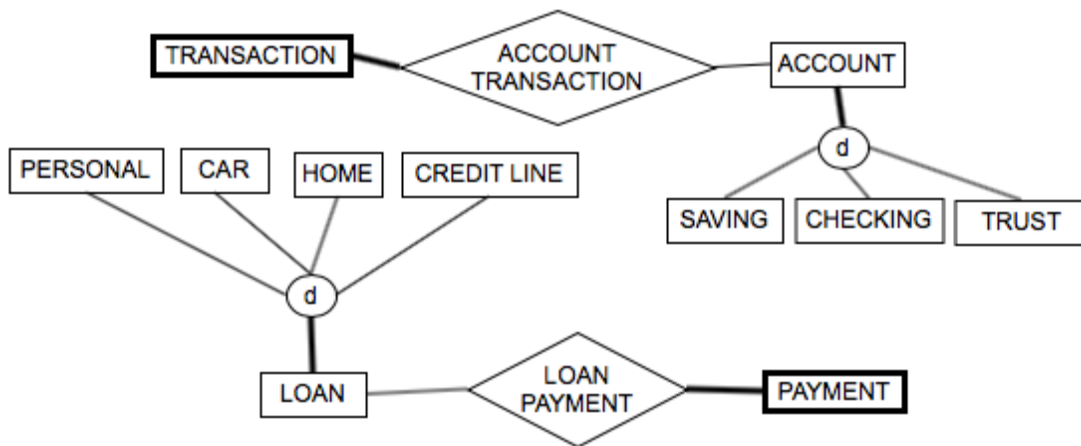 TRANSACTION
ACCOUNT
TRANSACTION
ACCOUNT
d
SAVING
CHECKING
TRUST
PERSONAL
CAR
HOME
CREDIT LINE
d
LOAN
LOAN
PAYMENT
PAYMENT